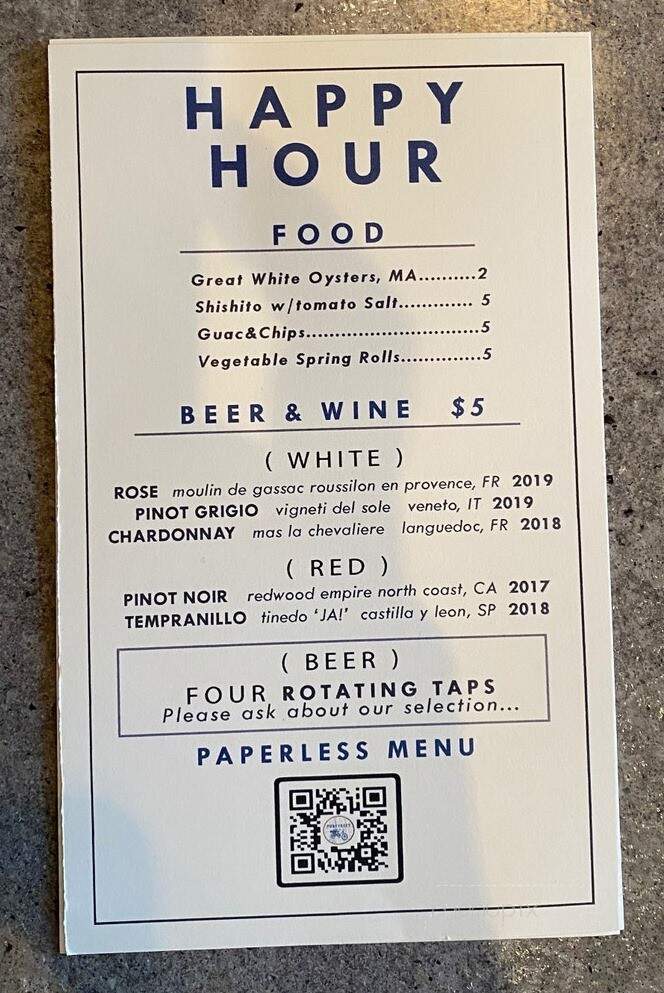 HAPPY
HOUR
FOOD
Great White Oysters, MA..........2
Shishito w/tomato Salt............. 5
Guac&Chips.............................5
Vegetable Spring Rolls..............5
BEER & WINE $5
( WHITE )
ROSE moulin de gassac roussilon en provence, FR 2019
PINOT GRIGIO vigneti del sole veneto, IT 2019
CHARDONNAY mas la chevaliere languedoc, FR 2018
( RED )
PINOT NOIR redwood empire north coast, CA 2017
TEMPRANILLO tinedo 'JA!' castilla y leon, SP 2018
( BEER )
FOUR ROTATING TAPS
Please ask about our selection...
PAPERLESS MENU